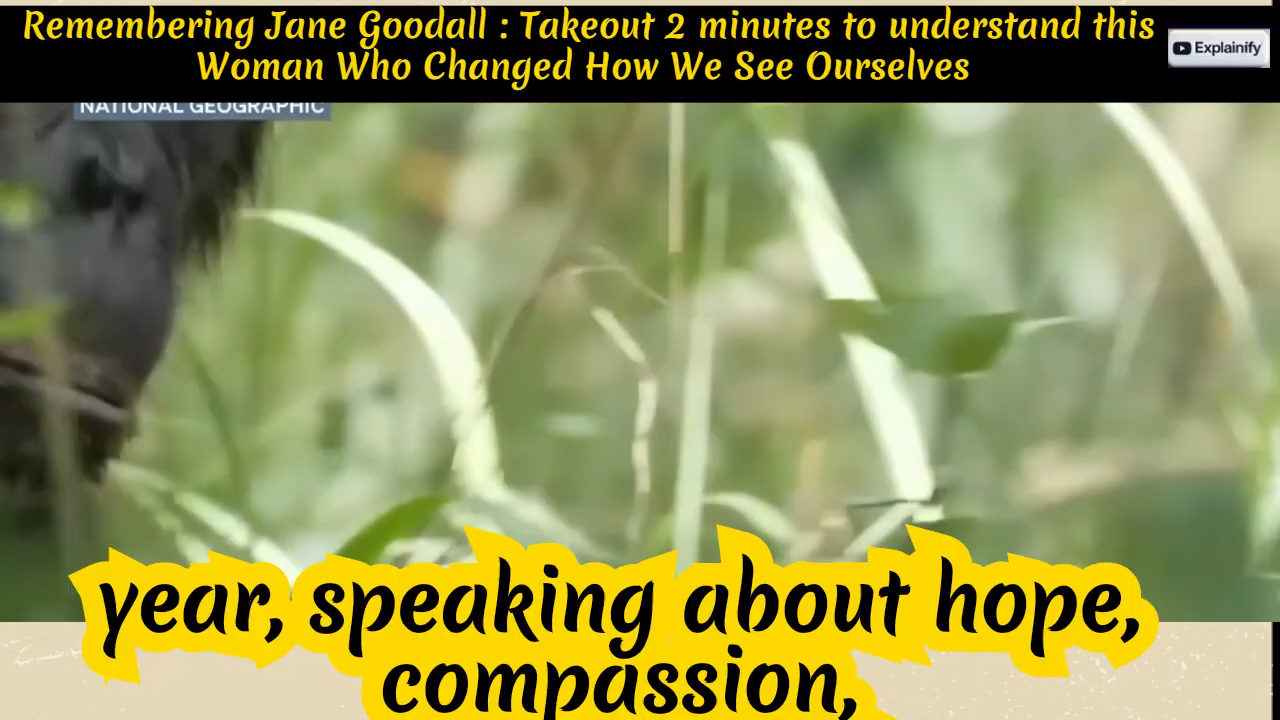 Remembering Jane Goodall : Takeout 2 minutes to understand this
Woman Who Changed How We See Ourselves
Explainify
NATIONAL GEOGRAPHIC
year, speaking about hope,
compassion,